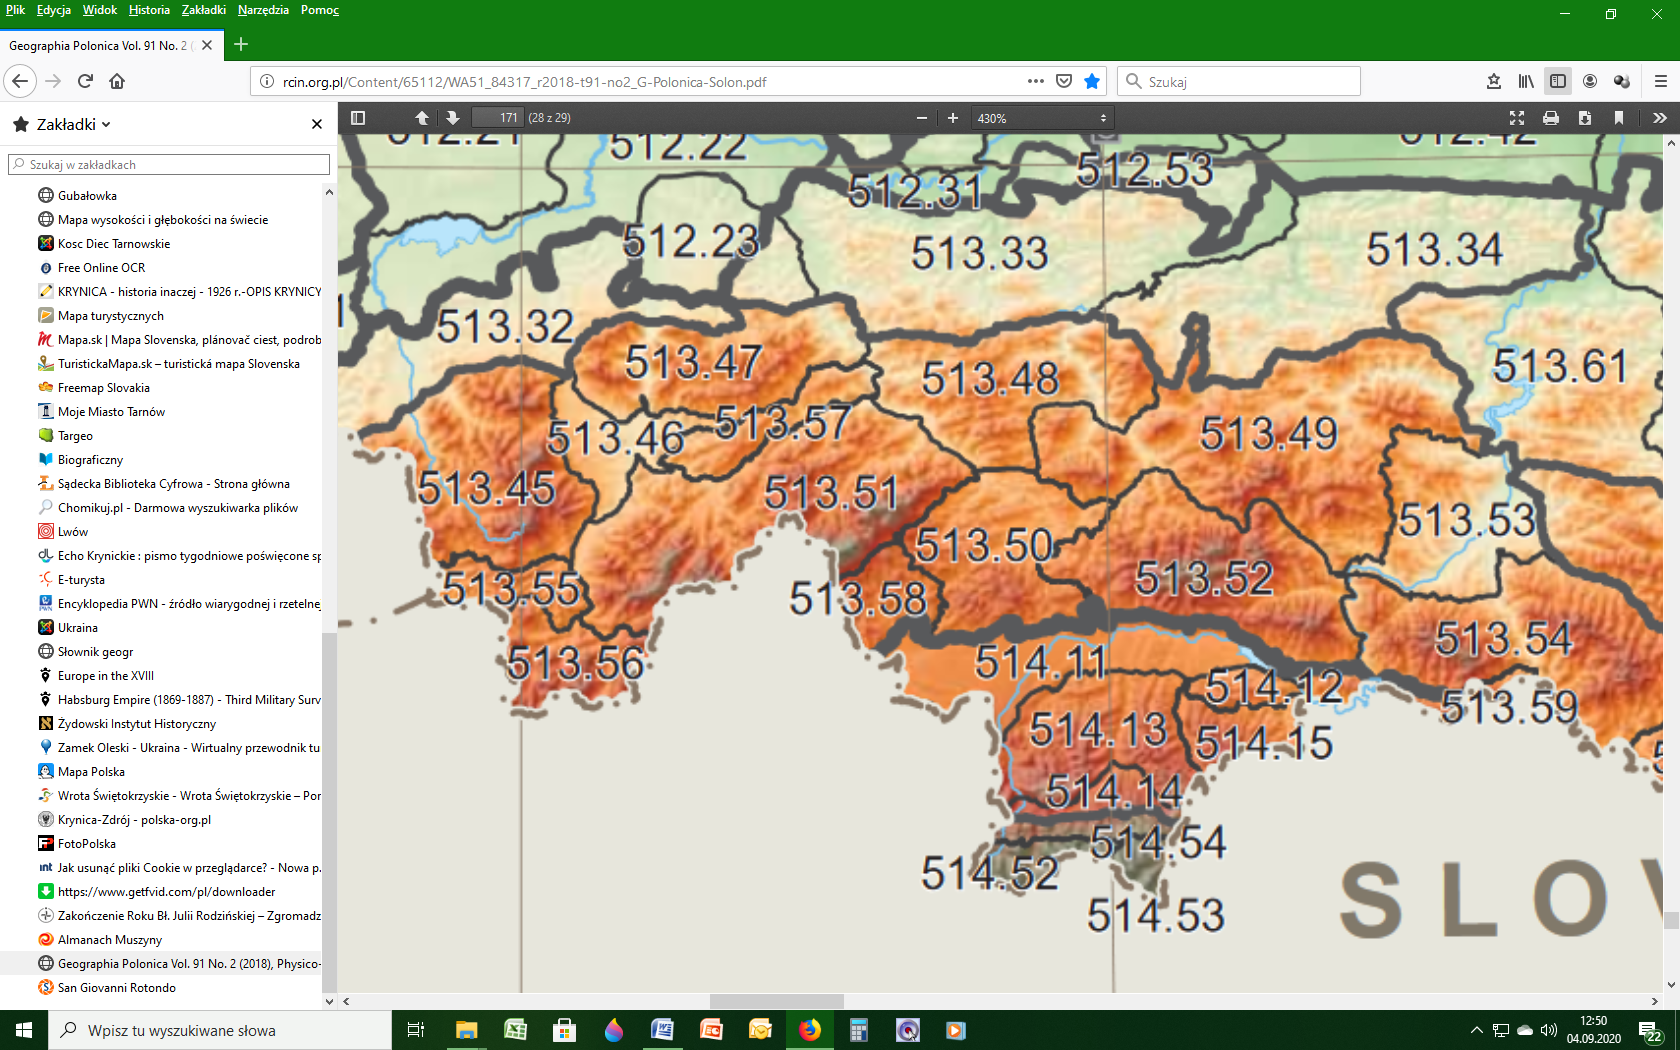 Plik Edycja Widok Historia Zakładki Narzędzia Pomoc
Geographia Polonica Vol. 91 No. 2 (
rcin.org.pl/Content/65112/WA51_84317_r2018-t91-no2_G-Polonica-Solon.pdf
Szukaj
Zakładki
171 (28 z 29)
430%
Szukaj w zakładkach
Gubałowka
Mapa wysokości i głębokości na świecie
Kosc Diec Tarnowskie
Free Online OCR
KRYNICA - historia inaczej - 1926 r.-OPIS KRYNICY
Mapa turystycznych
Mapa.sk | Mapa Slovenska, plánovač ciest, podrob
TuristickaMapa.sk – turistická mapa Slovenska
Freemap Slovakia
Moje Miasto Tarnów
Targeo
Biograficzny
Sądecka Biblioteka Cyfrowa - Strona główna
Chomikuj.pl - Darmowa wyszukiwarka plików
Lwów
Echo Krynickie : pismo tygodniowe poświęcone sp
E-turysta
Encyklopedia PWN - źródło wiarygodnej i rzetelnej
Ukraina
Słownik geogr
Europe in the XVIII
Habsburg Empire (1869-1887) - Third Military Surv
Żydowski Instytut Historyczny
Zamek Oleski - Ukraina - Wirtualny przewodnik tu
Mapa Polska
Wrota Świętokrzyskie - Wrota Świętokrzyskie – Por
Krynica-Zdrój - polska-org.pl
FotoPolska
Jak usunąć pliki Cookie w przeglądarce? - Nowa p.
https://www.getfvid.com/pl/downloader
Zakończenie Roku Bł. Julii Rodzińskiej – Zgromadz
Almanach Muszyny
Geographia Polonica Vol. 91 No. 2 (2018), Physico-
San Giovanni Rotondo
512.21
512.22
512.42
512.31
512.53
512.23
513.33
513.34
513.32
513.47
513.48
513.61
513.46
513.57
513.49
513.45
513.51
513.53
513.50
513.55
513.58
513.52
513.56
514.11
513.54
514.12
513.59
514.13
514.15
514.14
514.54
514.52
514.53
SLOV
Wpisz tu wyszukiwane słowa
12:50
04.09.2020
22